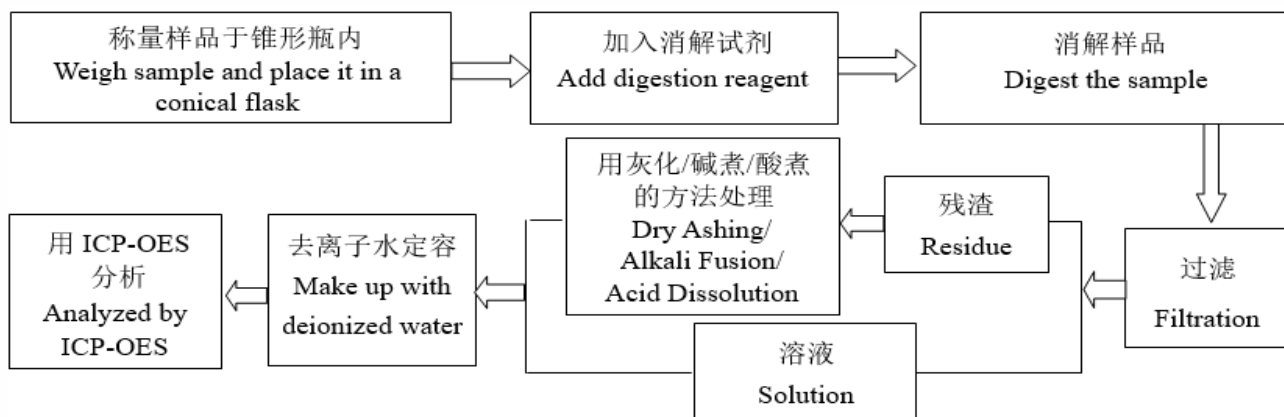 称量样品于锥形瓶内
Weigh sample and place it in a
conical flask
加入消解试剂
Add digestion reagent
消解样品
Digest the sample
过滤
Filtration
残渣
Residue
用灰化/碱煮/酸煮
的方法处理
Dry Ashing/
Alkali Fusion/
Acid Dissolution
溶液
Solution
去离子水定容
Make up with
deionized water
用 ICP-OES
分析
Analyzed by
ICP-OES